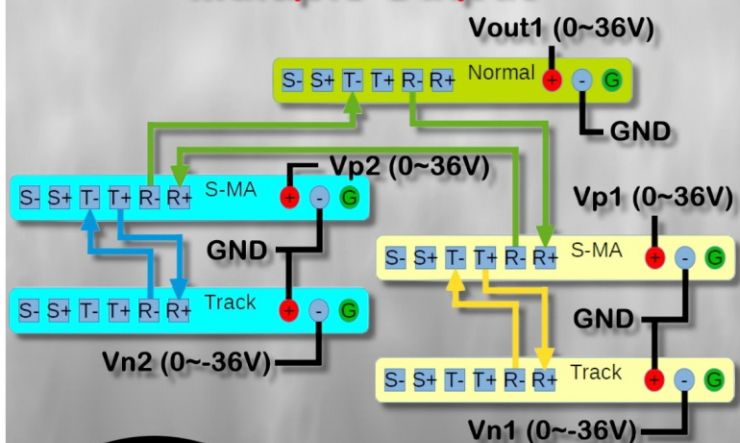 Vout1 (0~36V)
S- S+ T- T+ R- R+ Normal + - G
GND
Vp2 (0~36V)
S- S+ T- T+ R- R+ S-MA + - G
Vp1 (0~36V)
GND
S- S+ T- T+ R- R+ S-MA + - G
S- S+ T- T+ R- R+ Track + - G
GND
Vn2 (0~-36V)
S- S+ T- T+ R- R+ Track + - G
Vn1 (0~-36V)